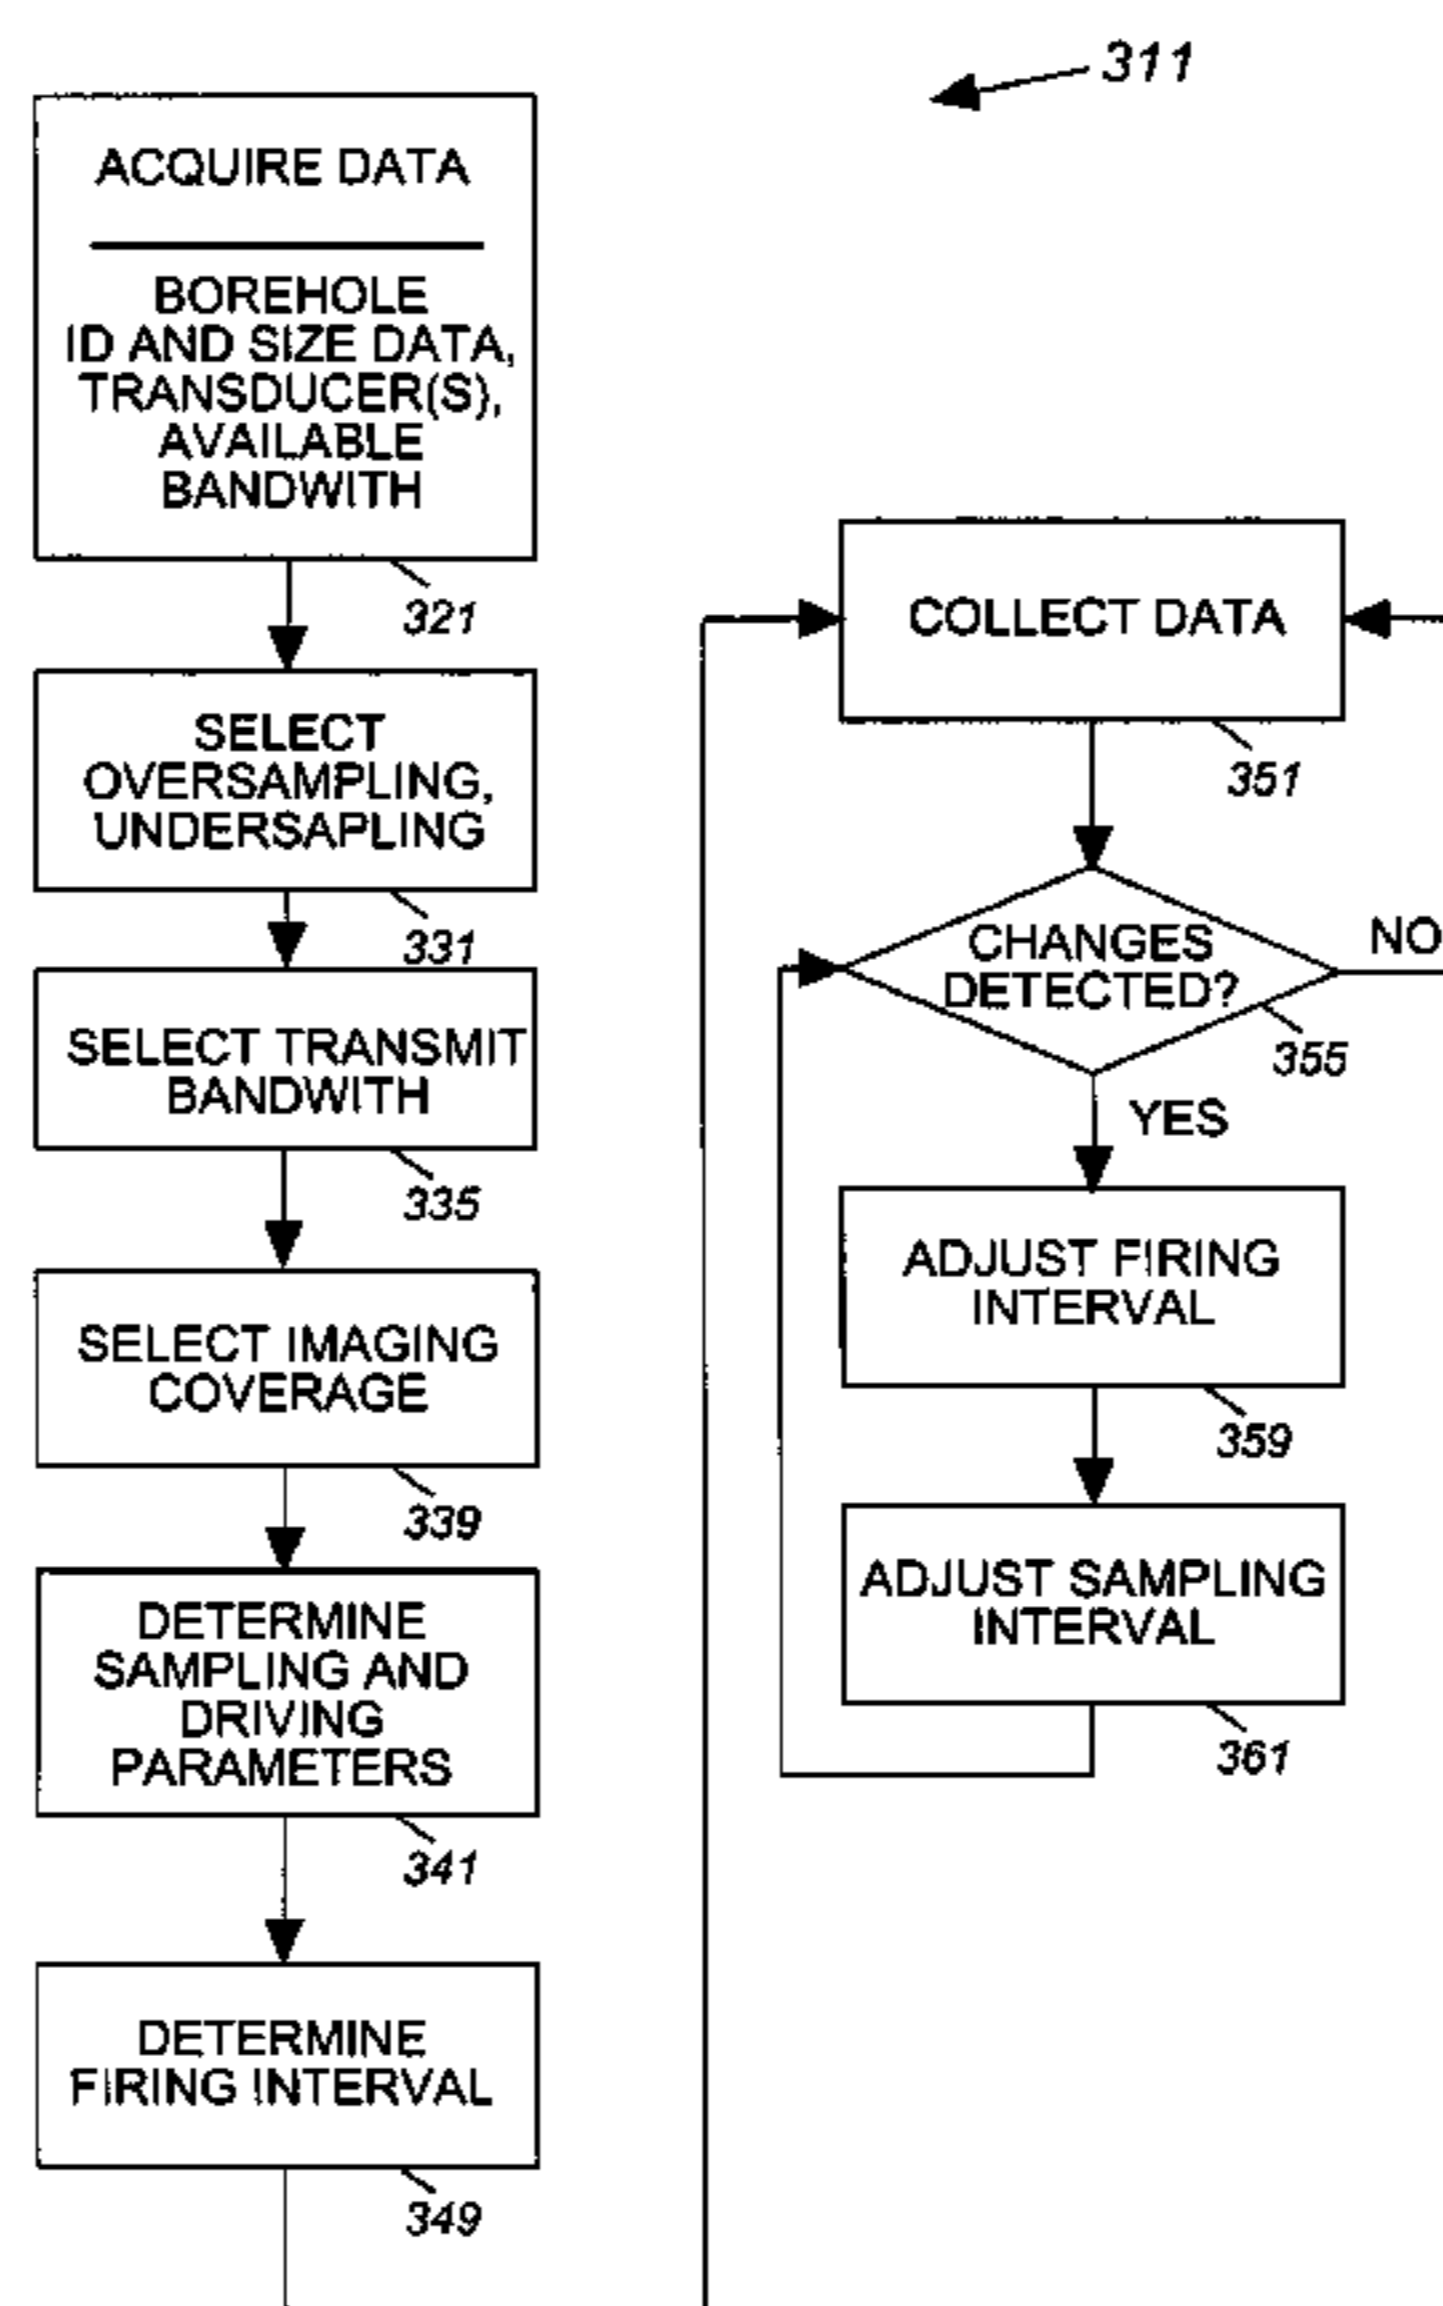 311
ACQUIRE DATA
BOREHOLE
ID AND SIZE DATA,
TRANSDUCER(S),
AVAILABLE
BANDWITH
321
SELECT
OVERSAMPLING,
UNDERSAPLING
331
SELECT TRANSMIT
BANDWITH
335
SELECT IMAGING
COVERAGE
339
DETERMINE
SAMPLING AND
DRIVING
PARAMETERS
341
DETERMINE
FIRING INTERVAL
349
COLLECT DATA
351
CHANGES
DETECTED?
355
NO
YES
ADJUST FIRING
INTERVAL
359
ADJUST SAMPLING
INTERVAL
361